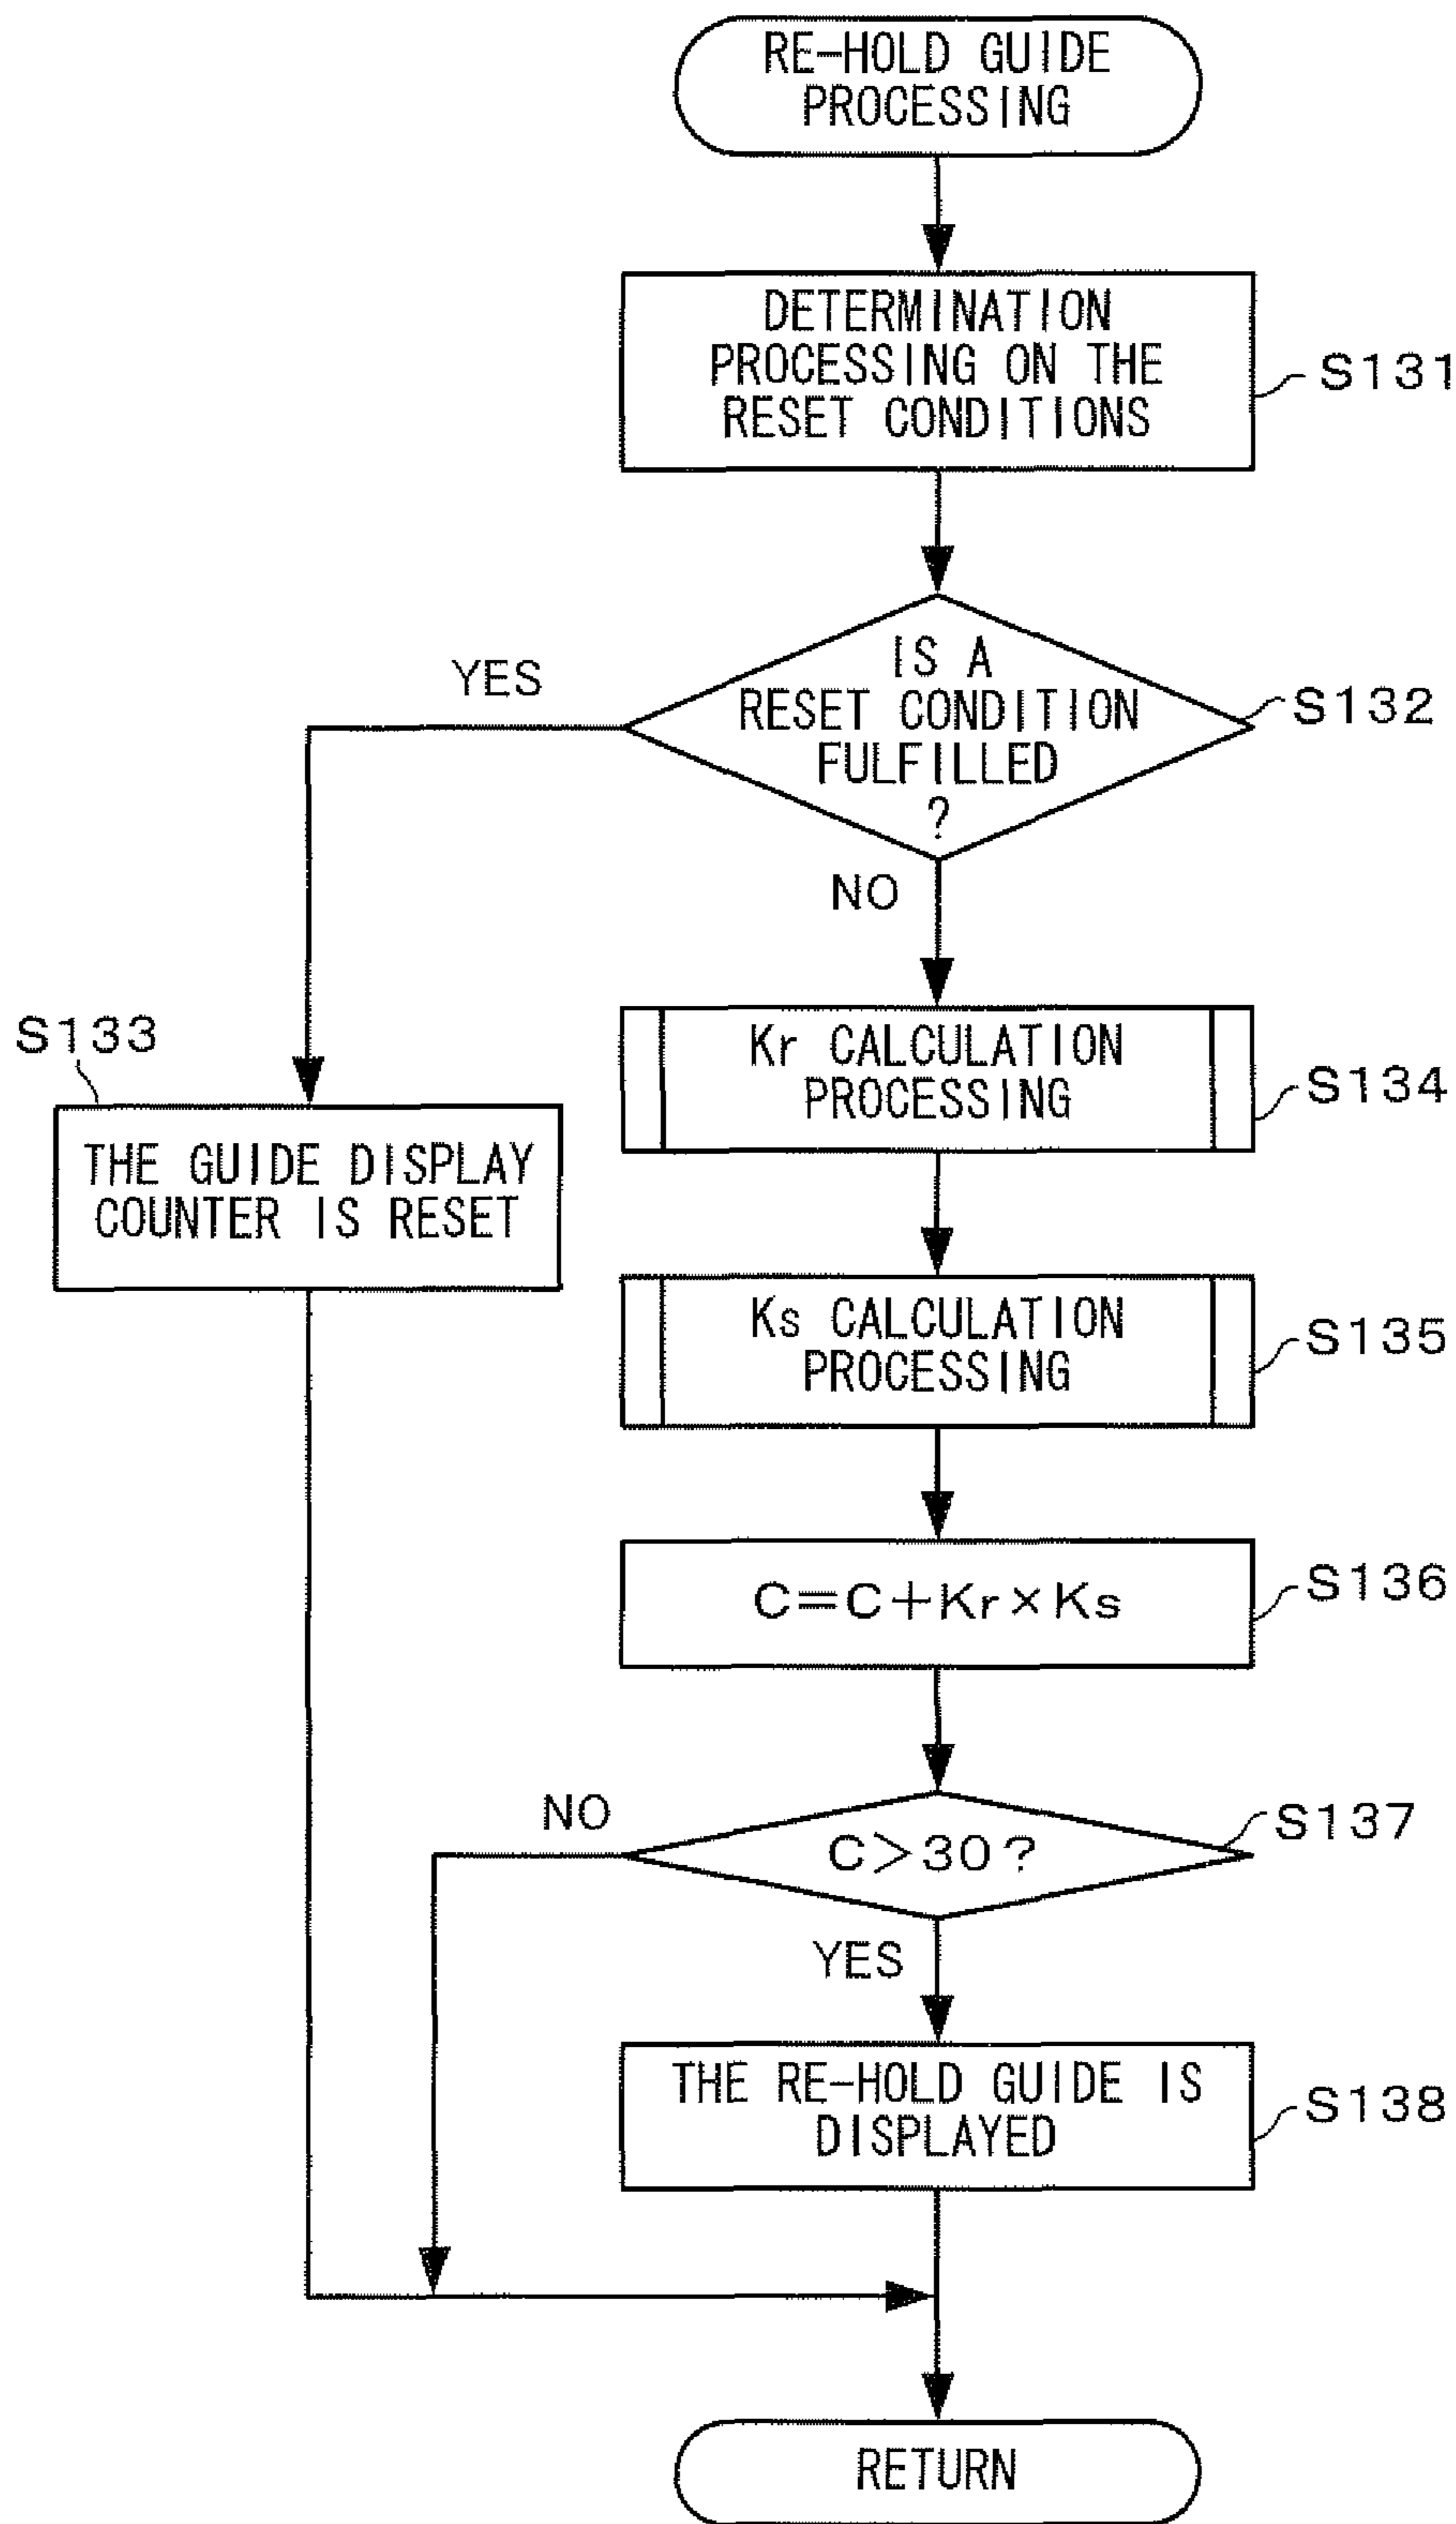 RE-HOLD GUIDE
PROCESSING
DETERMINATION
PROCESSING ON THE
RESET CONDITIONS
S131
IS A
RESET CONDITION
FULFILLED
?
S132
YES
NO
S133
THE GUIDE DISPLAY
COUNTER IS RESET
Kr CALCULATION
PROCESSING
S134
Ks CALCULATION
PROCESSING
S135
C=C+Kr×Ks
S136
C>30?
S137
NO
YES
THE RE-HOLD GUIDE IS
DISPLAYED
S138
RETURN